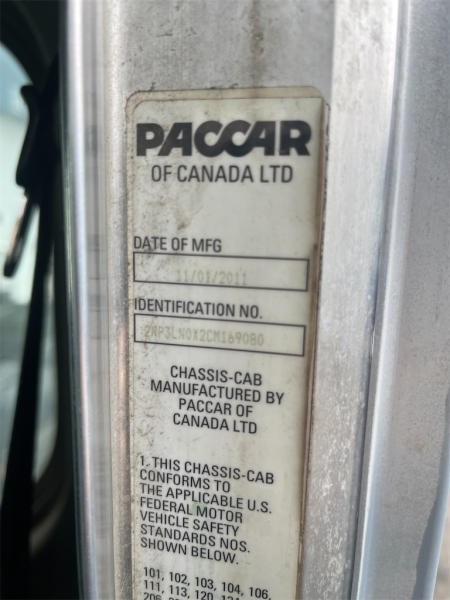 PACCAR
OF CANADA LTD
DATE OF MFG
11/01/2011
IDENTIFICATION NO.
2NP3LN0X2CM169080
CHASSIS-CAB
MANUFACTURED BY
PACCAR OF
CANADA LTD
1. THIS CHASSIS-CAB
CONFORMS TO
THE APPLICABLE U.S.
FEDERAL MOTOR
VEHICLE SAFETY
STANDARDS NOS.
SHOWN BELOW.
101, 102, 103, 104, 106,
111, 113, 120,